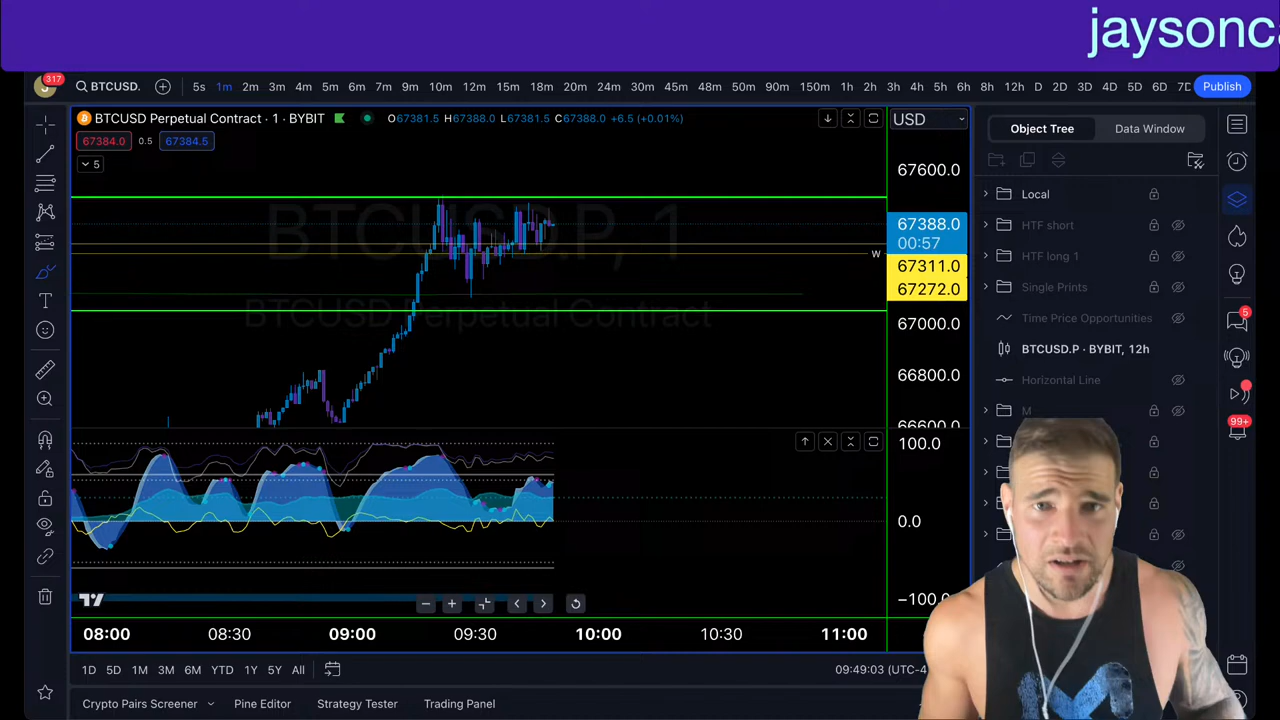 jaysonc
317
BTCUSD.
5s 1m 2m 3m 4m 5m 6m 7m 9m 10m 12m 18m 20m 24m 30m 45m 48m 50m 90m 150m 1h 2h 3h 4h 5h 6h 8h 12h D 2D 3D 4D 5D 6D 7D
Publish
BTCUSD Perpetual Contract · 1 · BYBIT O67381.5 H67388.0 L67381.5 C67388.0 +6.5 (+0.01%)
67384.0 0.5 67384.5
5
USD
Object Tree
Data Window
67600.0
67388.0
00:57
67311.0
67272.0
67000.0
66800.0
66600.0
W
BTCUSD.P, 1
BTCUSD Perpetual Contract
Local
HTF short
HTF long 1
Single Prints
Time Price Opportunities
BTCUSD.P · BYBIT, 12h
Horizontal Line
M
5
99+
100.0
0.0
−100.0
08:00 08:30 09:00 09:30 10:00 10:30 11:00
1D 5D 1M 3M 6M YTD 1Y 5Y All
09:49:03 (UTC-4
Crypto Pairs Screener Pine Editor Strategy Tester Trading Panel